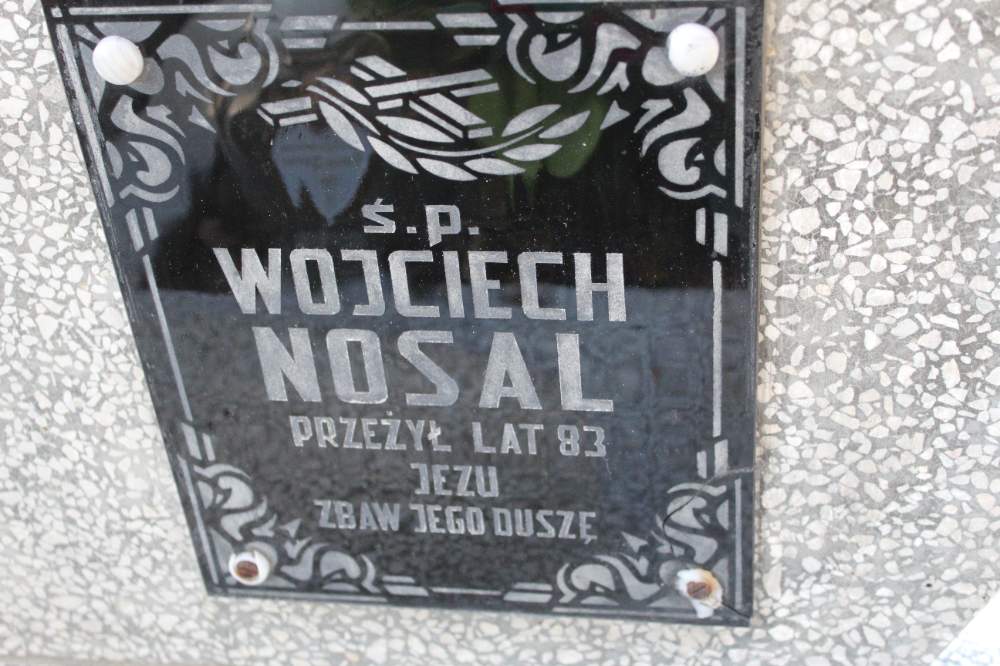 Ś.P.
WOJCIECH
NOSAL
PRZEŻYŁ LAT 83
JEZU
ZBAW JEGO DUSZĘ